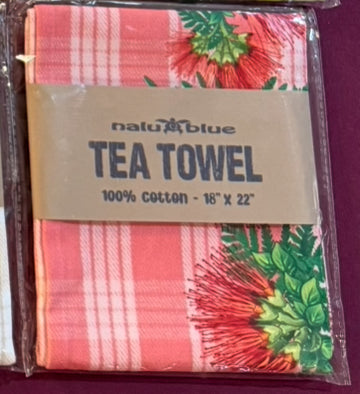 nalu blue
TEA TOWEL
100% cotton - 18" x 22"